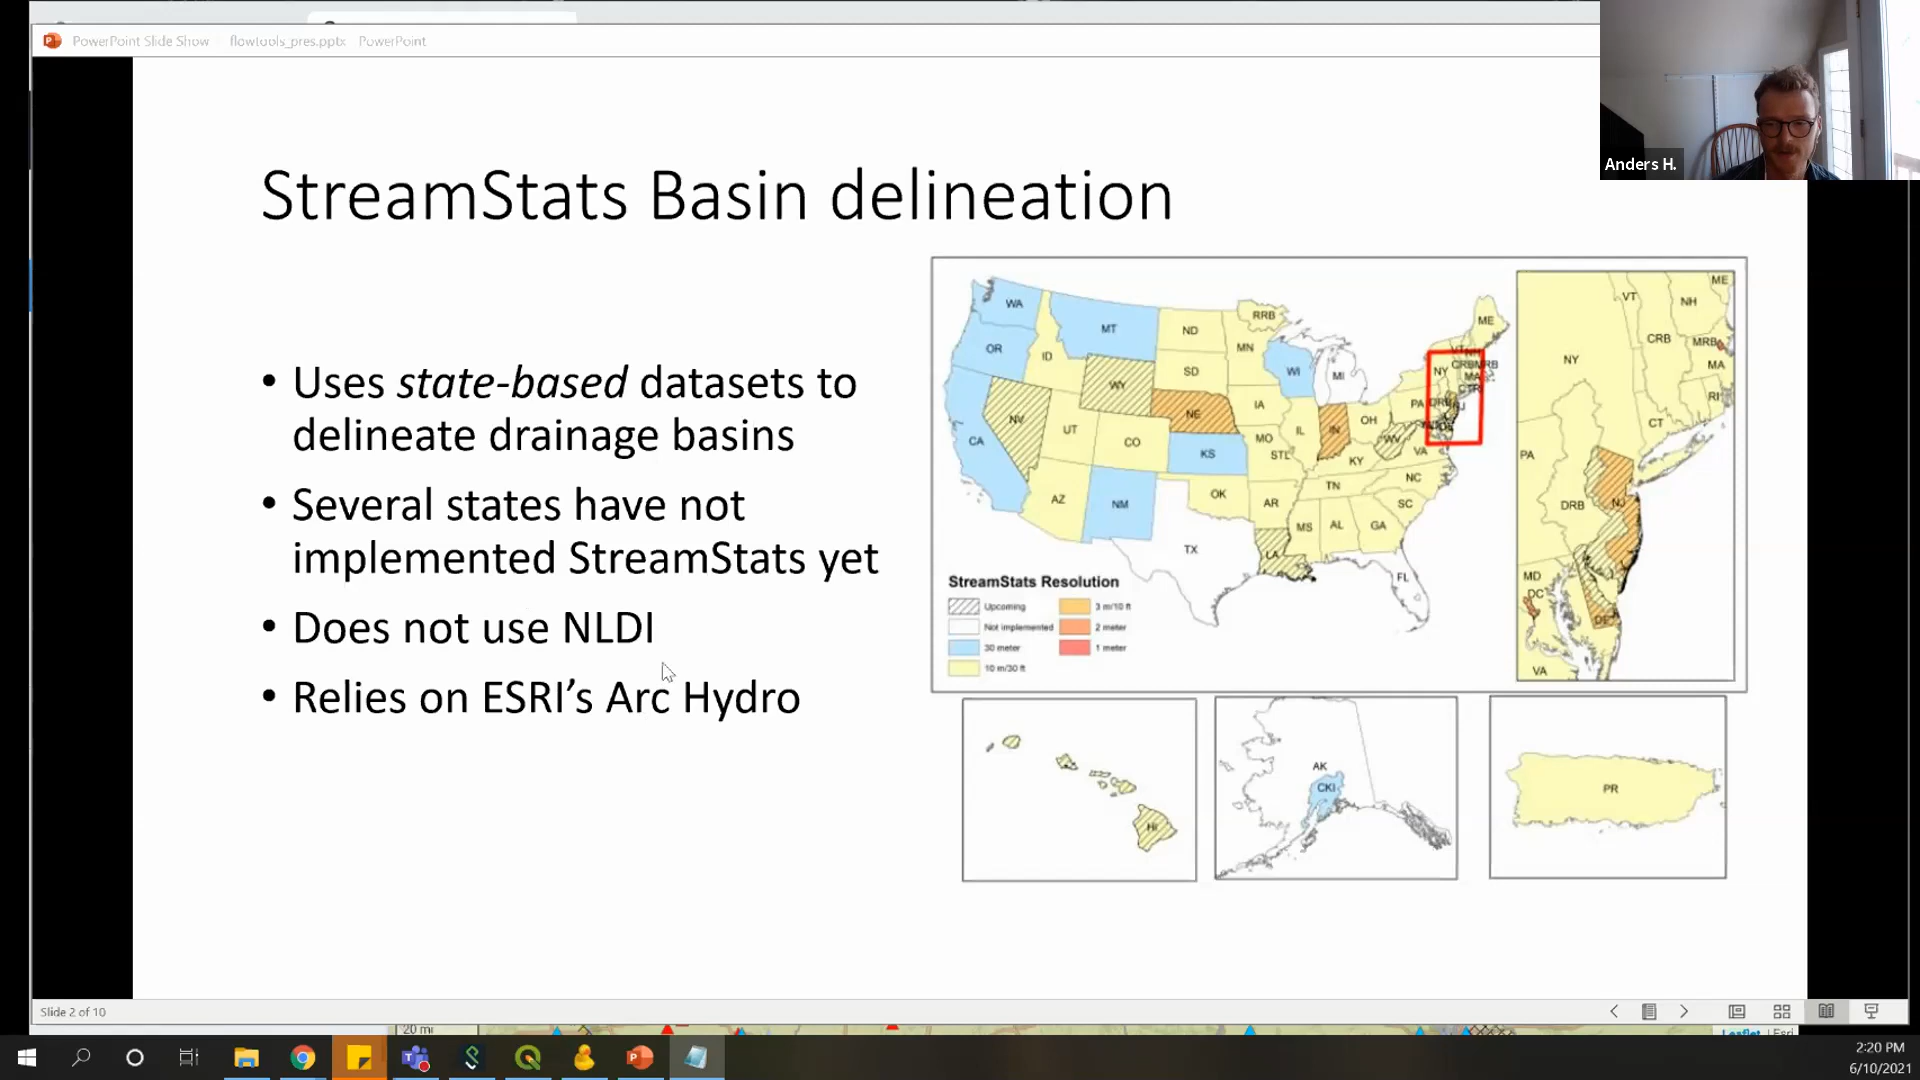 PowerPoint Slide Show
flowtools_pres.pptx
PowerPoint
Anders H.
StreamStats Basin delineation
• Uses state-based datasets to
delineate drainage basins
• Several states have not
implemented StreamStats yet
• Does not use NLDI
• Relies on ESRI’s Arc Hydro
WA
MT
ND
RRB
ME
OR
ID
MN
WI
MI
SD
WY
NY
NV
NE
IA
PA
UT
CO
IL
IN
OH
CA
KS
MO
STL
WV
VA
KY
AZ
NM
OK
AR
TN
NC
SC
MS
AL
GA
TX
LA
FL
StreamStats Resolution
Upcoming
3 m/10 ft
Not implemented
2 meter
30 meter
1 meter
10 m/30 ft
ME
VT
NH
CRB
MRB
NY
MA
RI
CT
PA
DRB
NJ
MD
DC
DE
VA
HI
AK
CKI
PR
Slide 2 of 10
20 mi
Leaflet | Esri
2:20 PM
6/10/2021